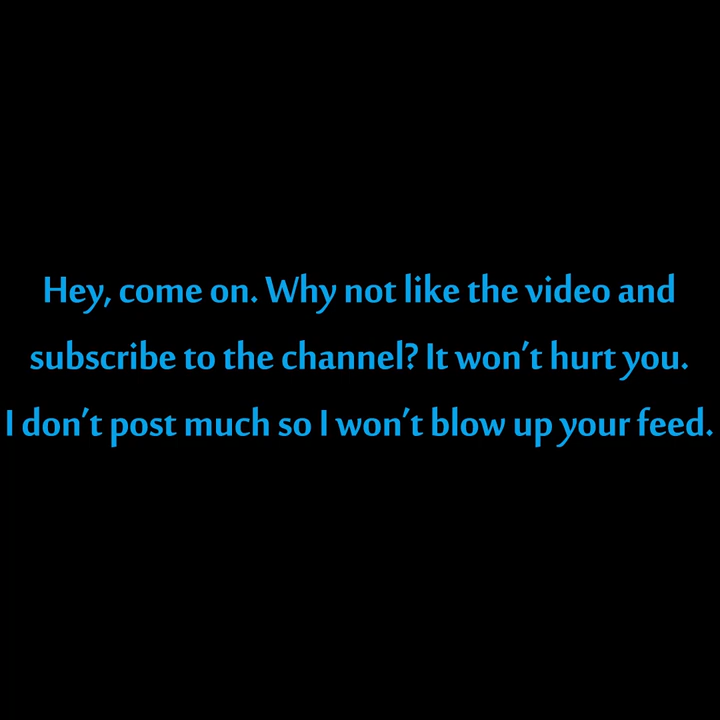 Hey, come on. Why not like the video and
subscribe to the channel? It won't hurt you.
I don't post much so I won't blow up your feed.